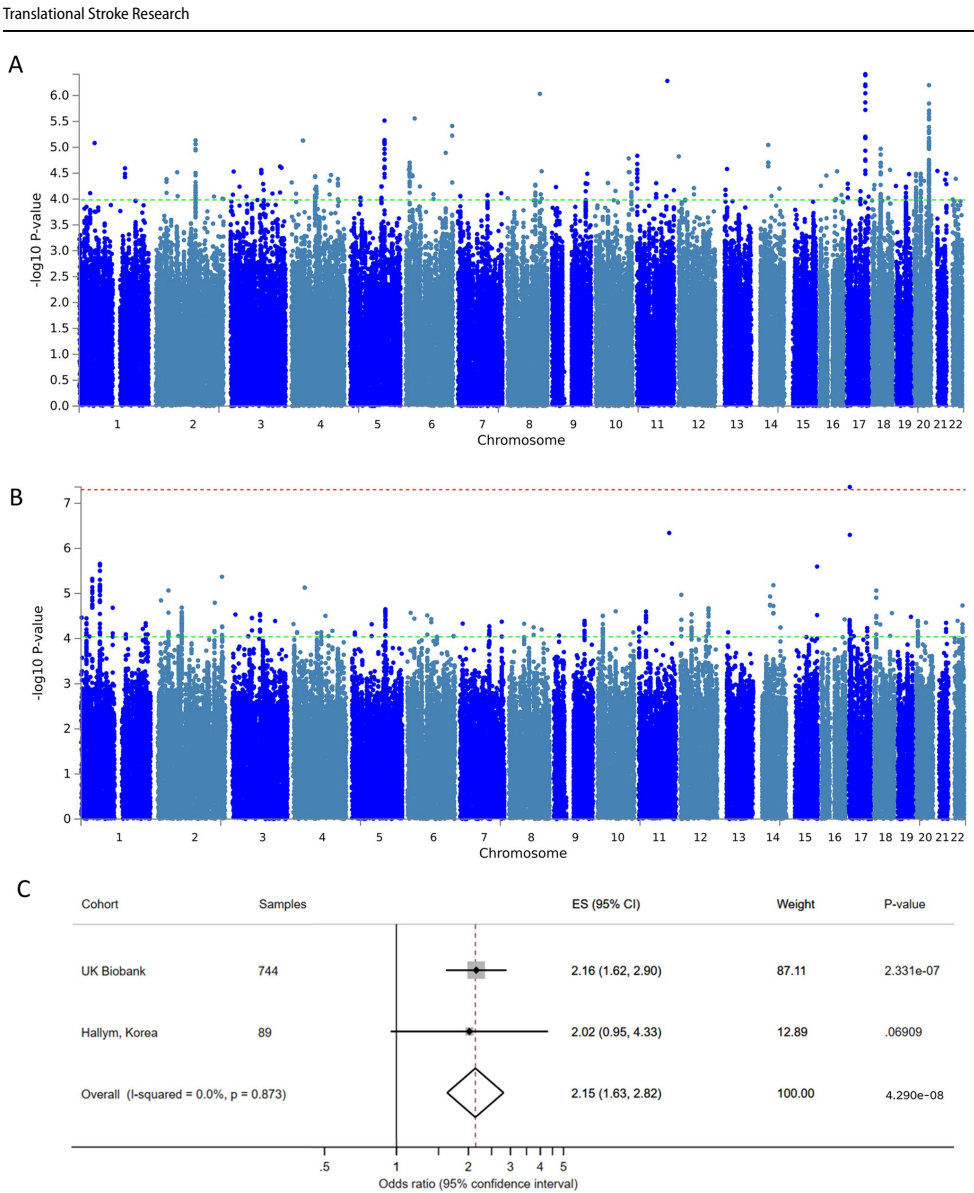 Translational Stroke Research
A
6.0
5.5
5.0
4.5
4.0
3.5
3.0
2.5
2.0
1.5
1.0
0.5
0.0
-log10 P-value
1 2 3 4 5 6 7 8 9 10 11 12 13 14 15 16 17 18 19 20 21 22
Chromosome
B
7
6
5
4
3
2
1
0
-log10 P-value
1 2 3 4 5 6 7 8 9 10 11 12 13 14 15 16 17 18 19 20 21 22
Chromosome
C
Cohort Samples ES (95% CI) Weight P-value
UK Biobank 744 2.16 (1.62, 2.90) 87.11 2.331e-07
Hallym, Korea 89 2.02 (0.95, 4.33) 12.89 .06909
Overall (I-squared = 0.0%, p = 0.873) 2.15 (1.63, 2.82) 100.00 4.290e-08
.5 1 2 3 4 5
Odds ratio (95% confidence interval)